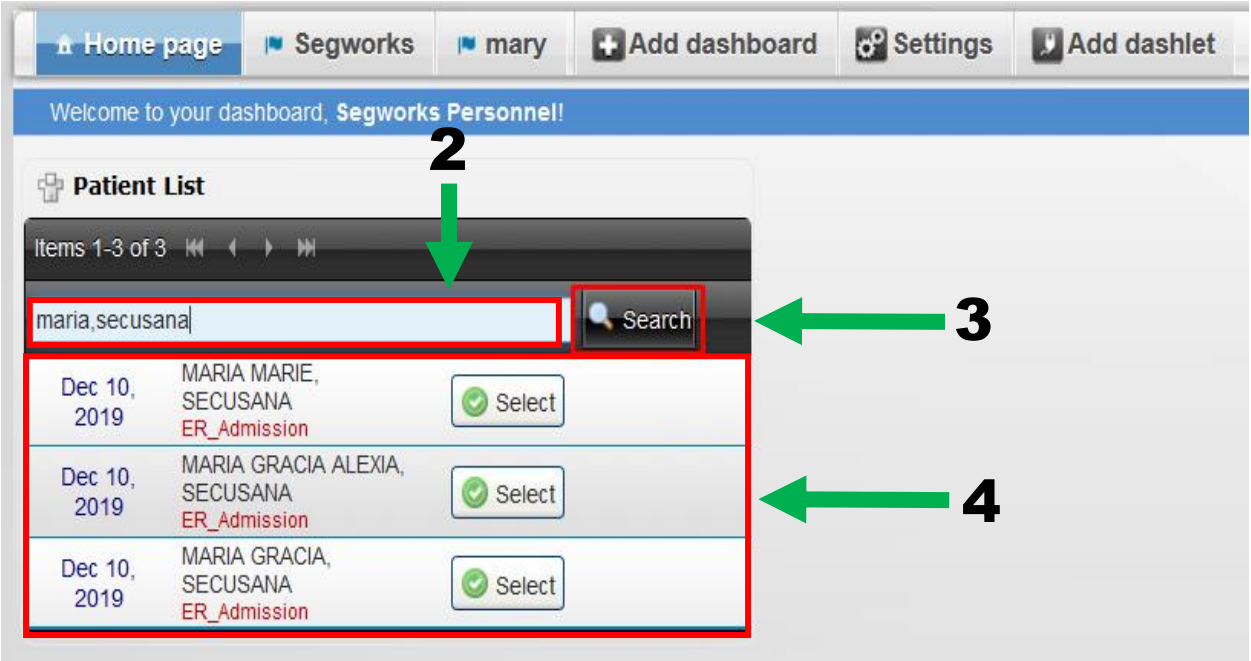 Home page Segworks mary Add dashboard Settings Add dashlet
Welcome to your dashboard, Segworks Personnel!
2
Patient List
Items 1-3 of 3
maria,secusana Search
3
Dec 10,
2019
MARIA MARIE,
SECUSANA
ER_Admission
Select
Dec 10,
2019
MARIA GRACIA ALEXIA,
SECUSANA
ER_Admission
Select
4
Dec 10,
2019
MARIA GRACIA,
SECUSANA
ER_Admission
Select